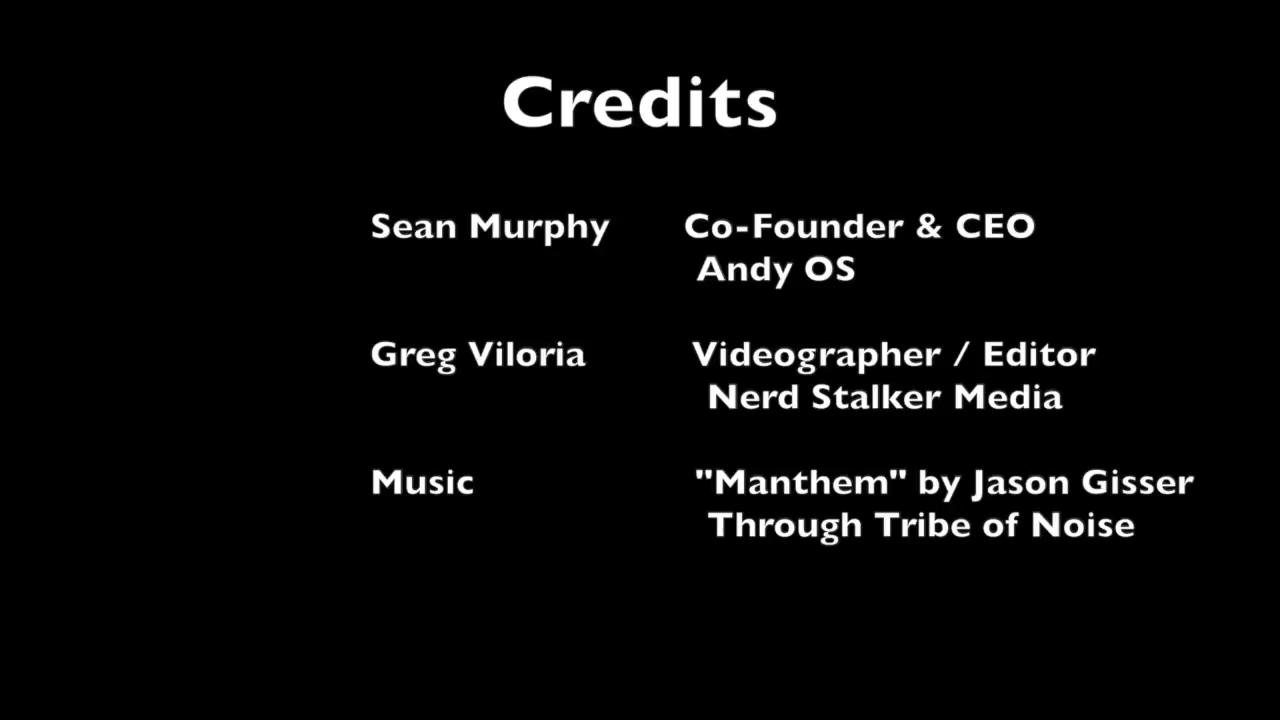 Credits
Sean Murphy Co-Founder & CEO
Andy OS
Greg Viloria Videographer / Editor
Nerd Stalker Media
Music "Manthem" by Jason Gisser
Through Tribe of Noise